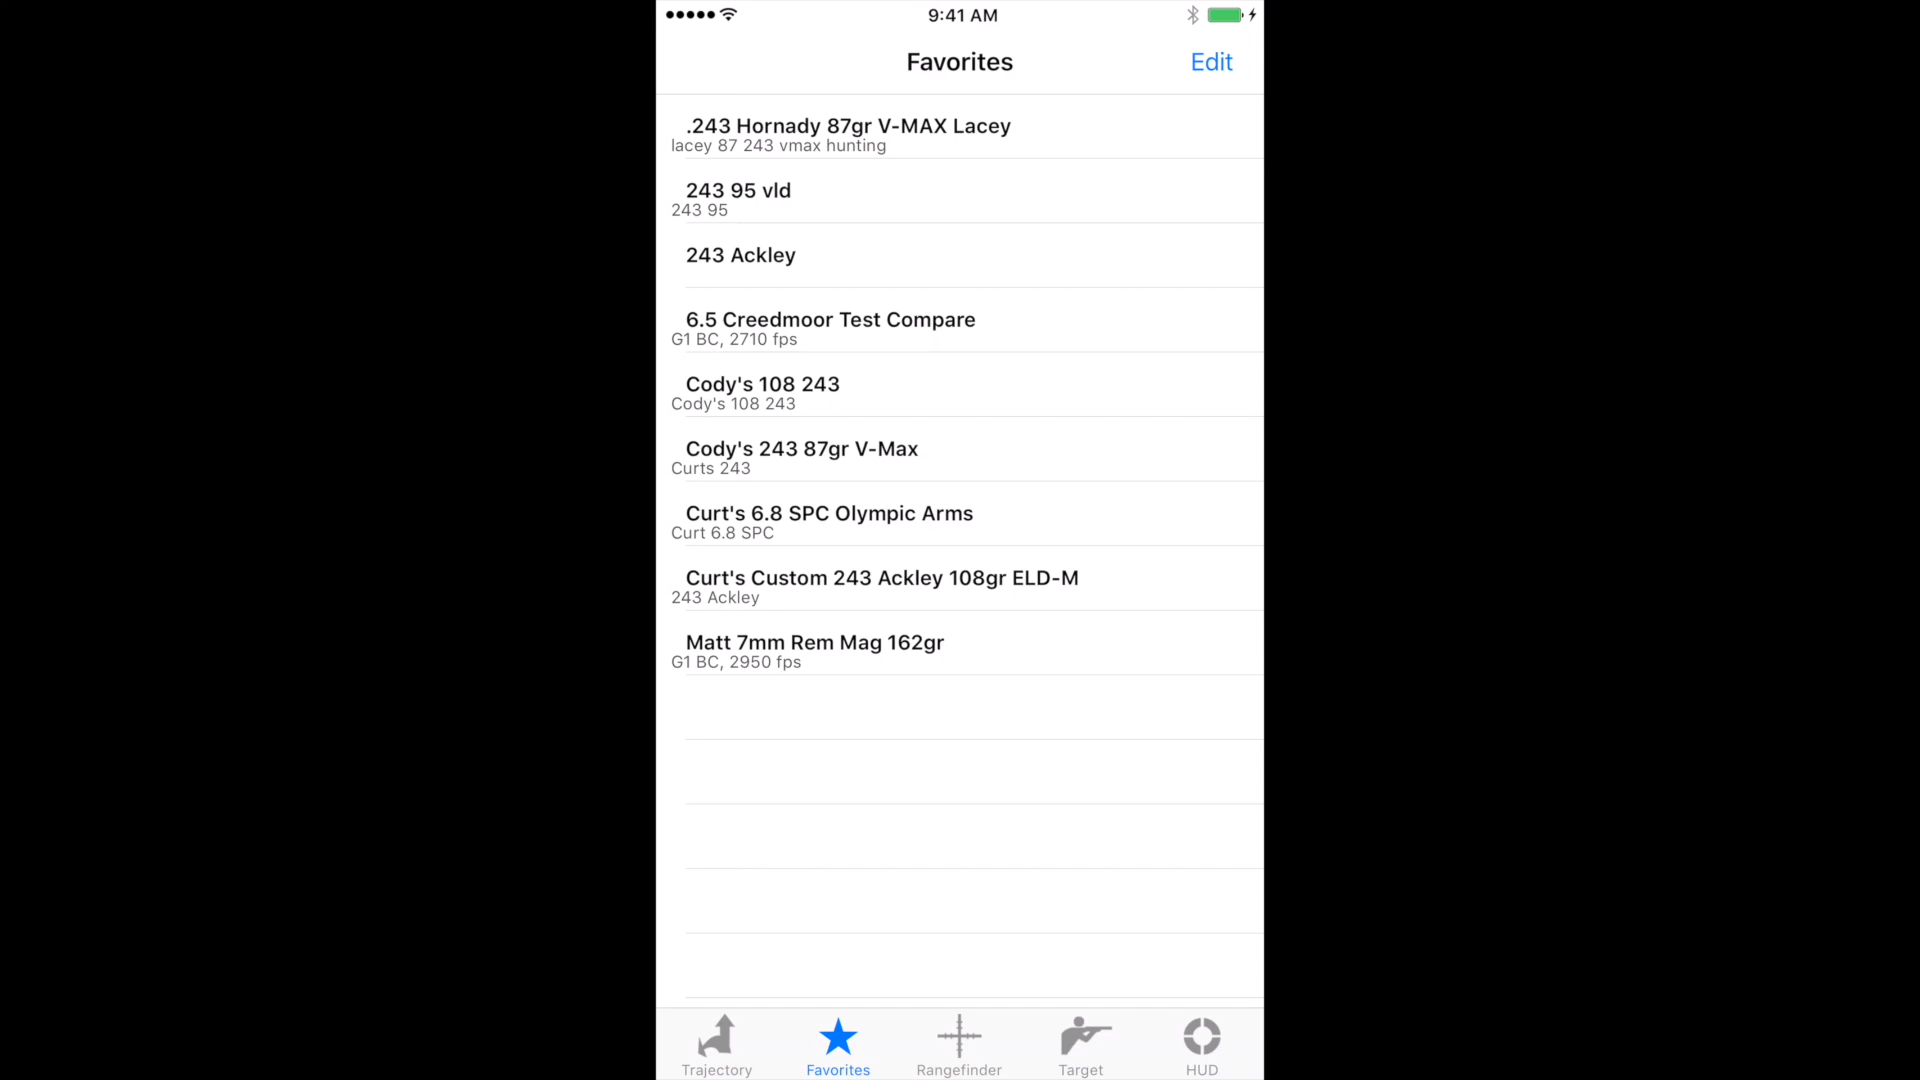 9:41 AM
Favorites
Edit
.243 Hornady 87gr V-MAX Lacey
lacey 87 243 vmax hunting
243 95 vld
243 95
243 Ackley
6.5 Creedmoor Test Compare
G1 BC, 2710 fps
Cody's 108 243
Cody's 108 243
Cody's 243 87gr V-Max
Curts 243
Curt's 6.8 SPC Olympic Arms
Curt 6.8 SPC
Curt's Custom 243 Ackley 108gr ELD-M
243 Ackley
Matt 7mm Rem Mag 162gr
G1 BC, 2950 fps
Trajectory
Favorites
Rangefinder
Target
HUD